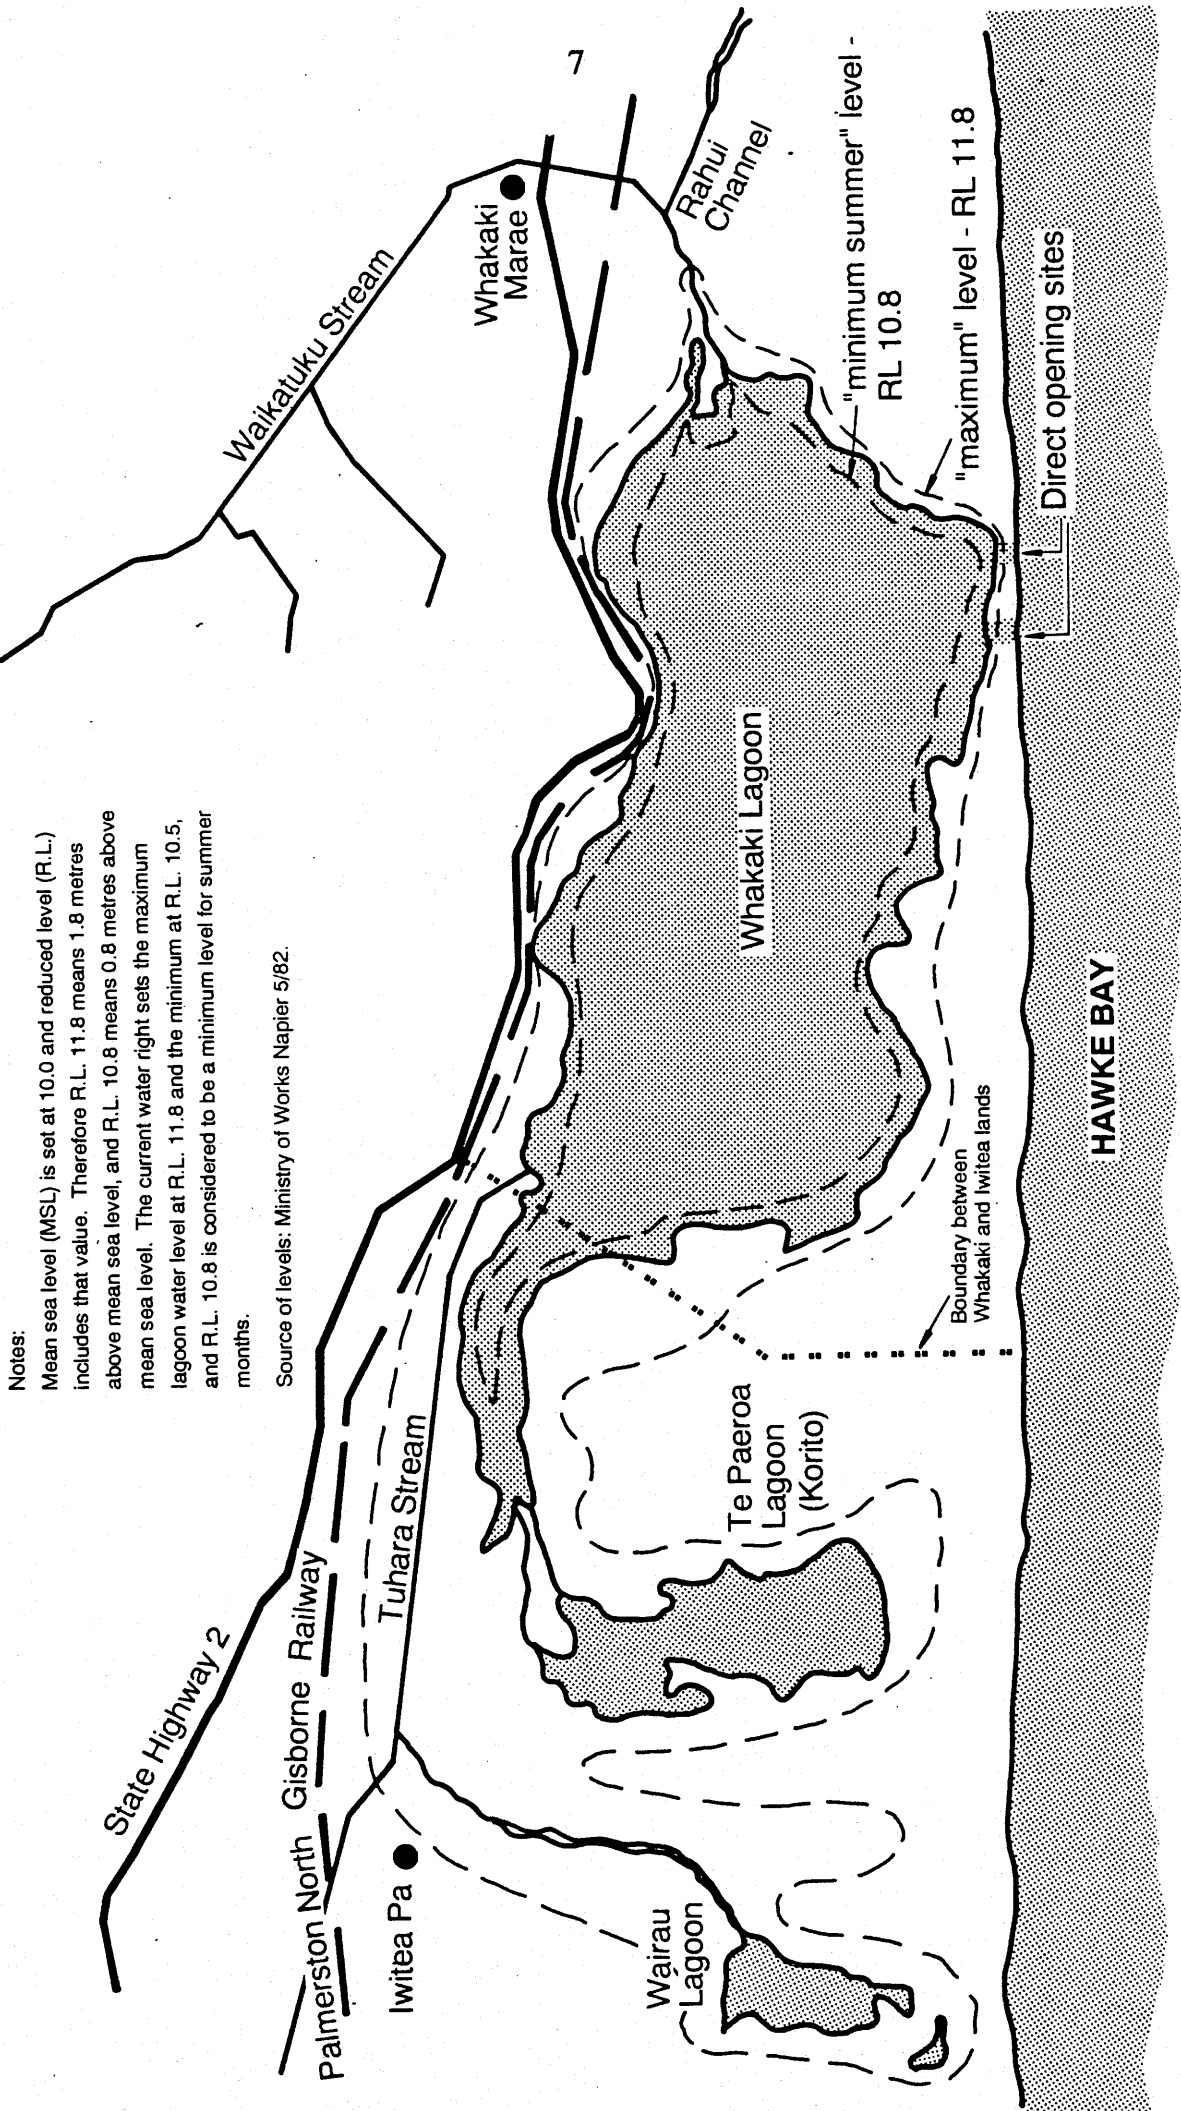 7
Notes:
Mean sea level (MSL) is set at 10.0 and reduced level (R.L.)
includes that value. Therefore R.L. 11.8 means 1.8 metres
above mean sea level, and R.L. 10.8 means 0.8 metres above
mean sea level. The current water right sets the maximum
lagoon water level at R.L. 11.8 and the minimum at R.L. 10.5,
and R.L. 10.8 is considered to be a minimum level for summer
months.
Source of levels: Ministry of Works Napier 5/82.
State Highway 2
Palmerston North Gisborne Railway
Waikatuku Stream
Whakaki
Marae
Rahui
Channel
Tuhara Stream
Iwitea Pa
Wairau
Lagoon
Te Paeroa
Lagoon
(Korito)
Whakaki Lagoon
"minimum summer" level -
RL 10.8
"maximum" level - RL 11.8
Direct opening sites
Boundary between
Whakaki and Iwitea lands
HAWKE BAY